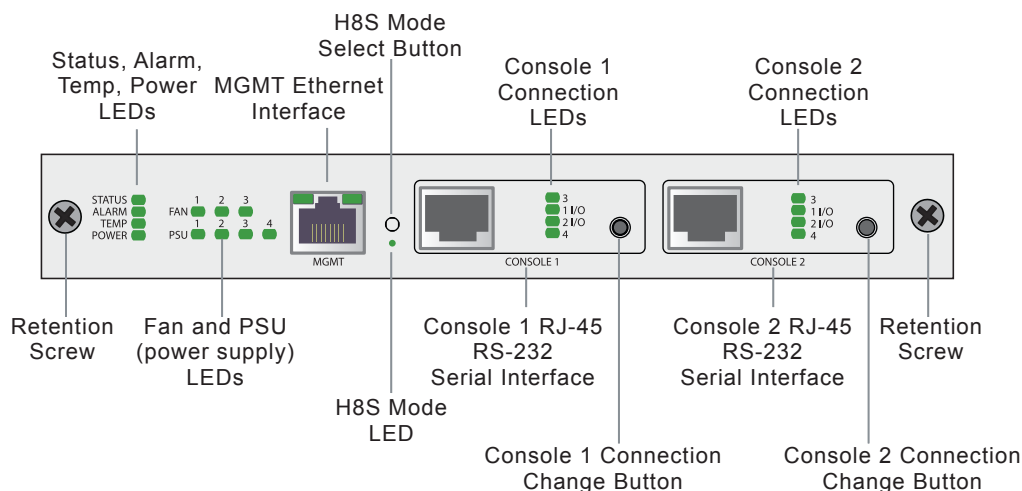 H8S Mode
Select Button
Status, Alarm,
Temp, Power
LEDs
MGMT Ethernet
Interface
Console 1
Connection
LEDs
Console 2
Connection
LEDs
STATUS
ALARM
TEMP
POWER
1 2 3
FAN
1 2 3 4
PSU
MGMT
3
1 I/O
2 I/O
4
CONSOLE 1
3
1 I/O
2 I/O
4
CONSOLE 2
Retention
Screw
Fan and PSU
(power supply)
LEDs
H8S Mode
LED
Console 1 RJ-45
RS-232
Serial Interface
Console 2 RJ-45
RS-232
Serial Interface
Retention
Screw
Console 1 Connection
Change Button
Console 2 Connection
Change Button